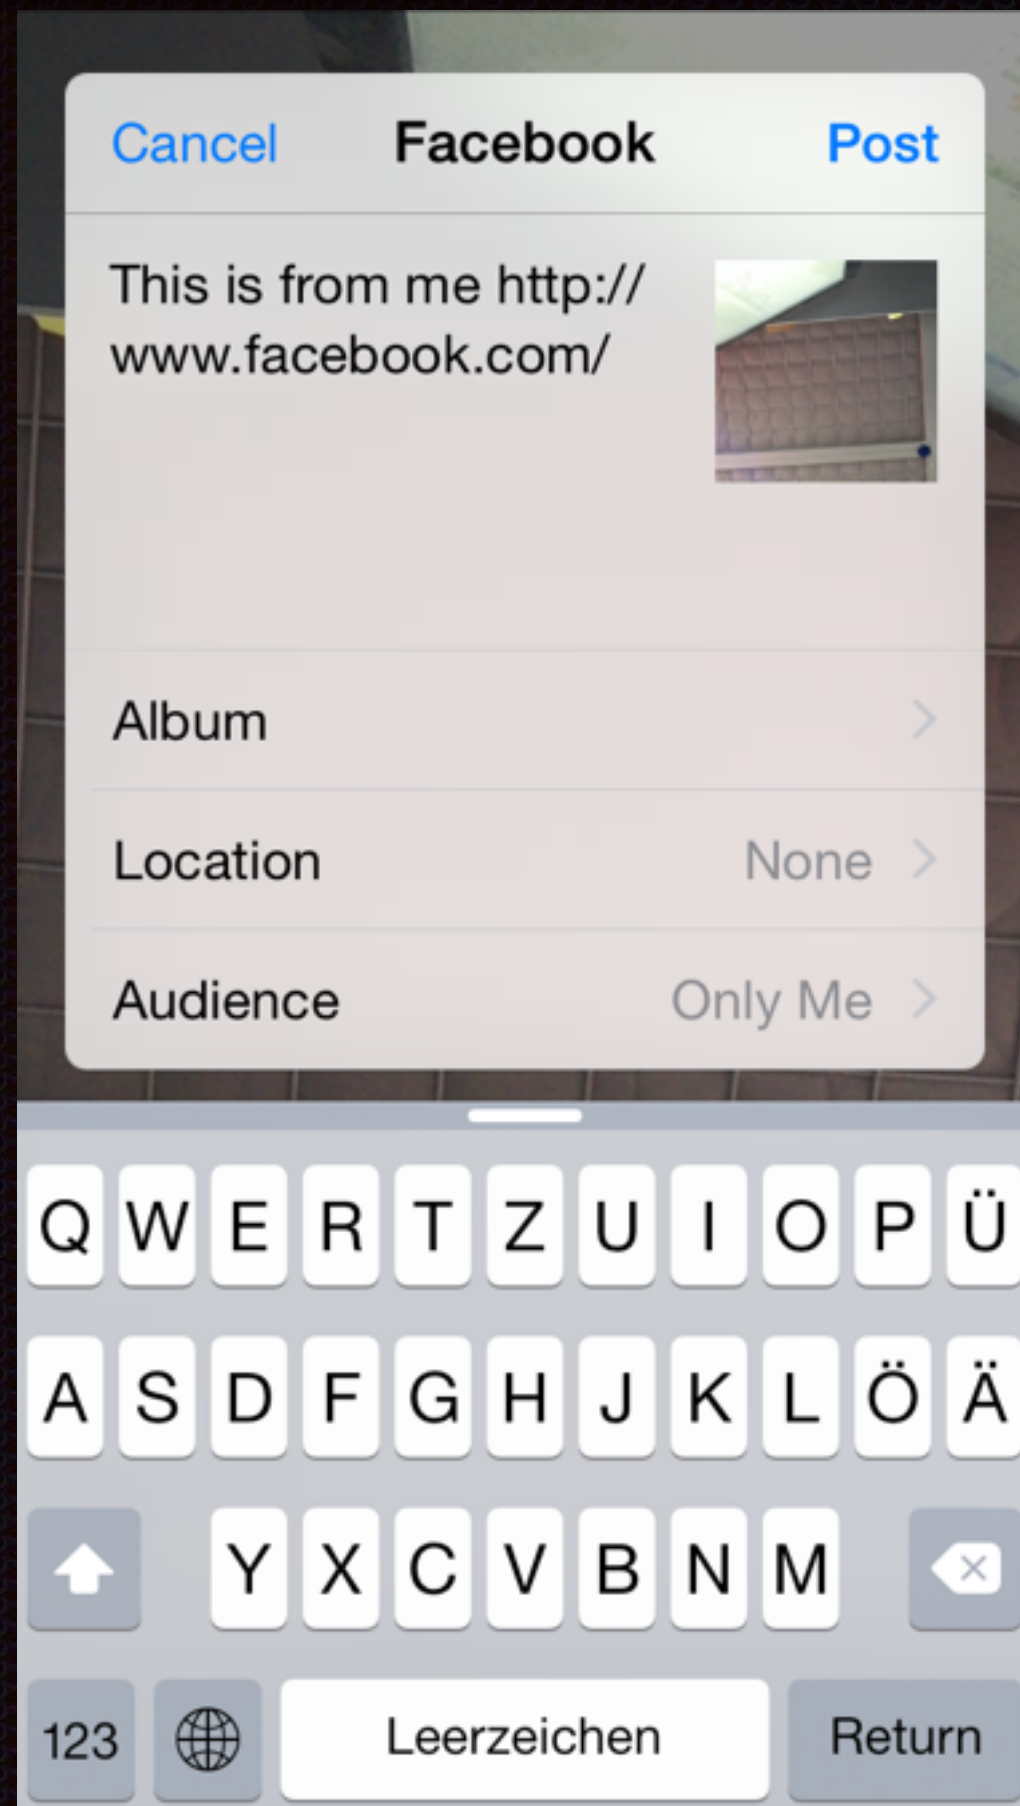 Cancel Facebook Post
This is from me http://
www.facebook.com/
Album
Location None
Audience Only Me
Q W E R T Z U I O P Ü
A S D F G H J K L Ö Ä
Y X C V B N M
123 Leerzeichen Return